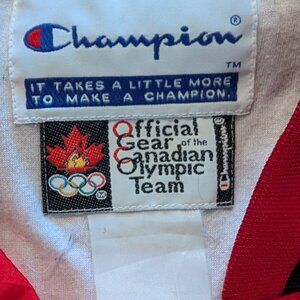 Champion®
™
IT TAKES A LITTLE MORE
TO MAKE A CHAMPION.®
Official
Gear of the
Canadian
Olympic
Team